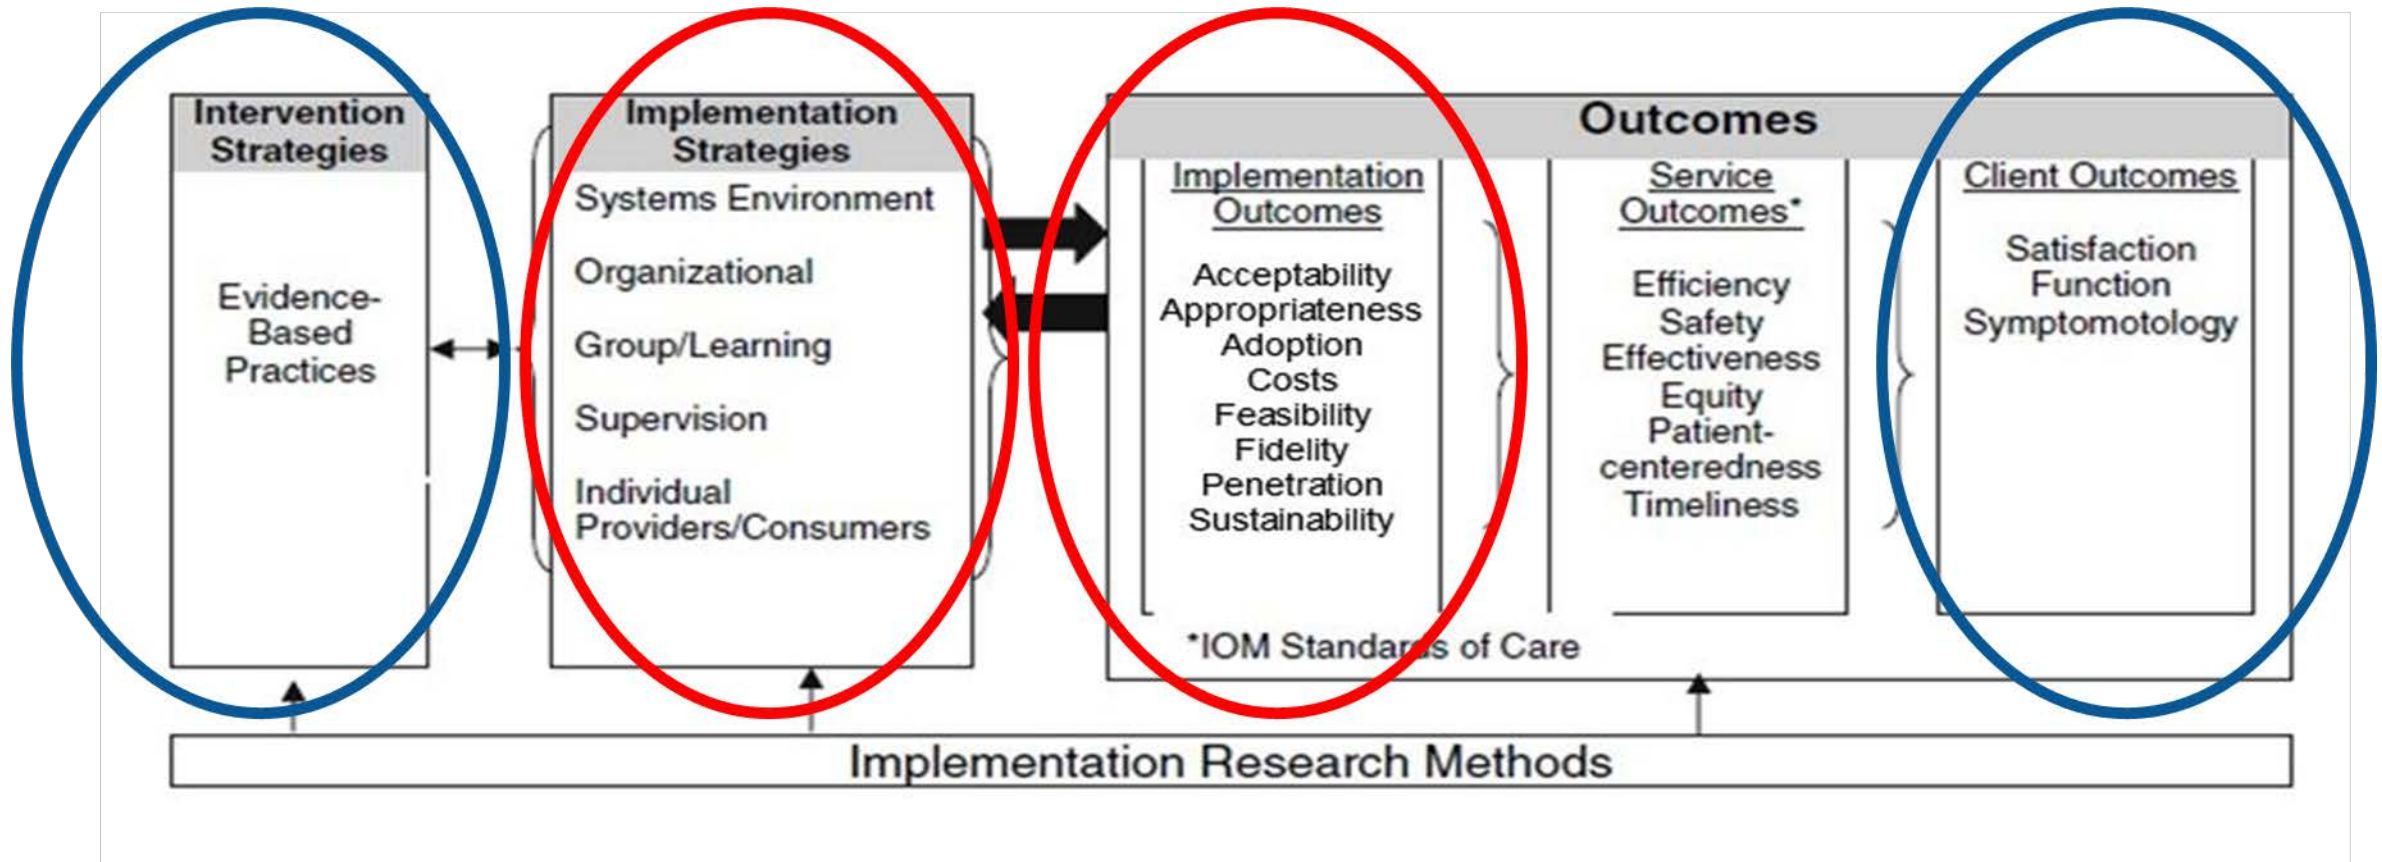 Intervention
Strategies
Evidence-
Based
Practices
Implementation
Strategies
Systems Environment
Organizational
Group/Learning
Supervision
Individual
Providers/Consumers
Outcomes
Implementation
Outcomes
Acceptability
Appropriateness
Adoption
Costs
Feasibility
Fidelity
Penetration
Sustainability
Service
Outcomes*
Efficiency
Safety
Effectiveness
Equity
Patient-
centeredness
Timeliness
Client Outcomes
Satisfaction
Function
Symptomotology
*IOM Standards of Care
Implementation Research Methods